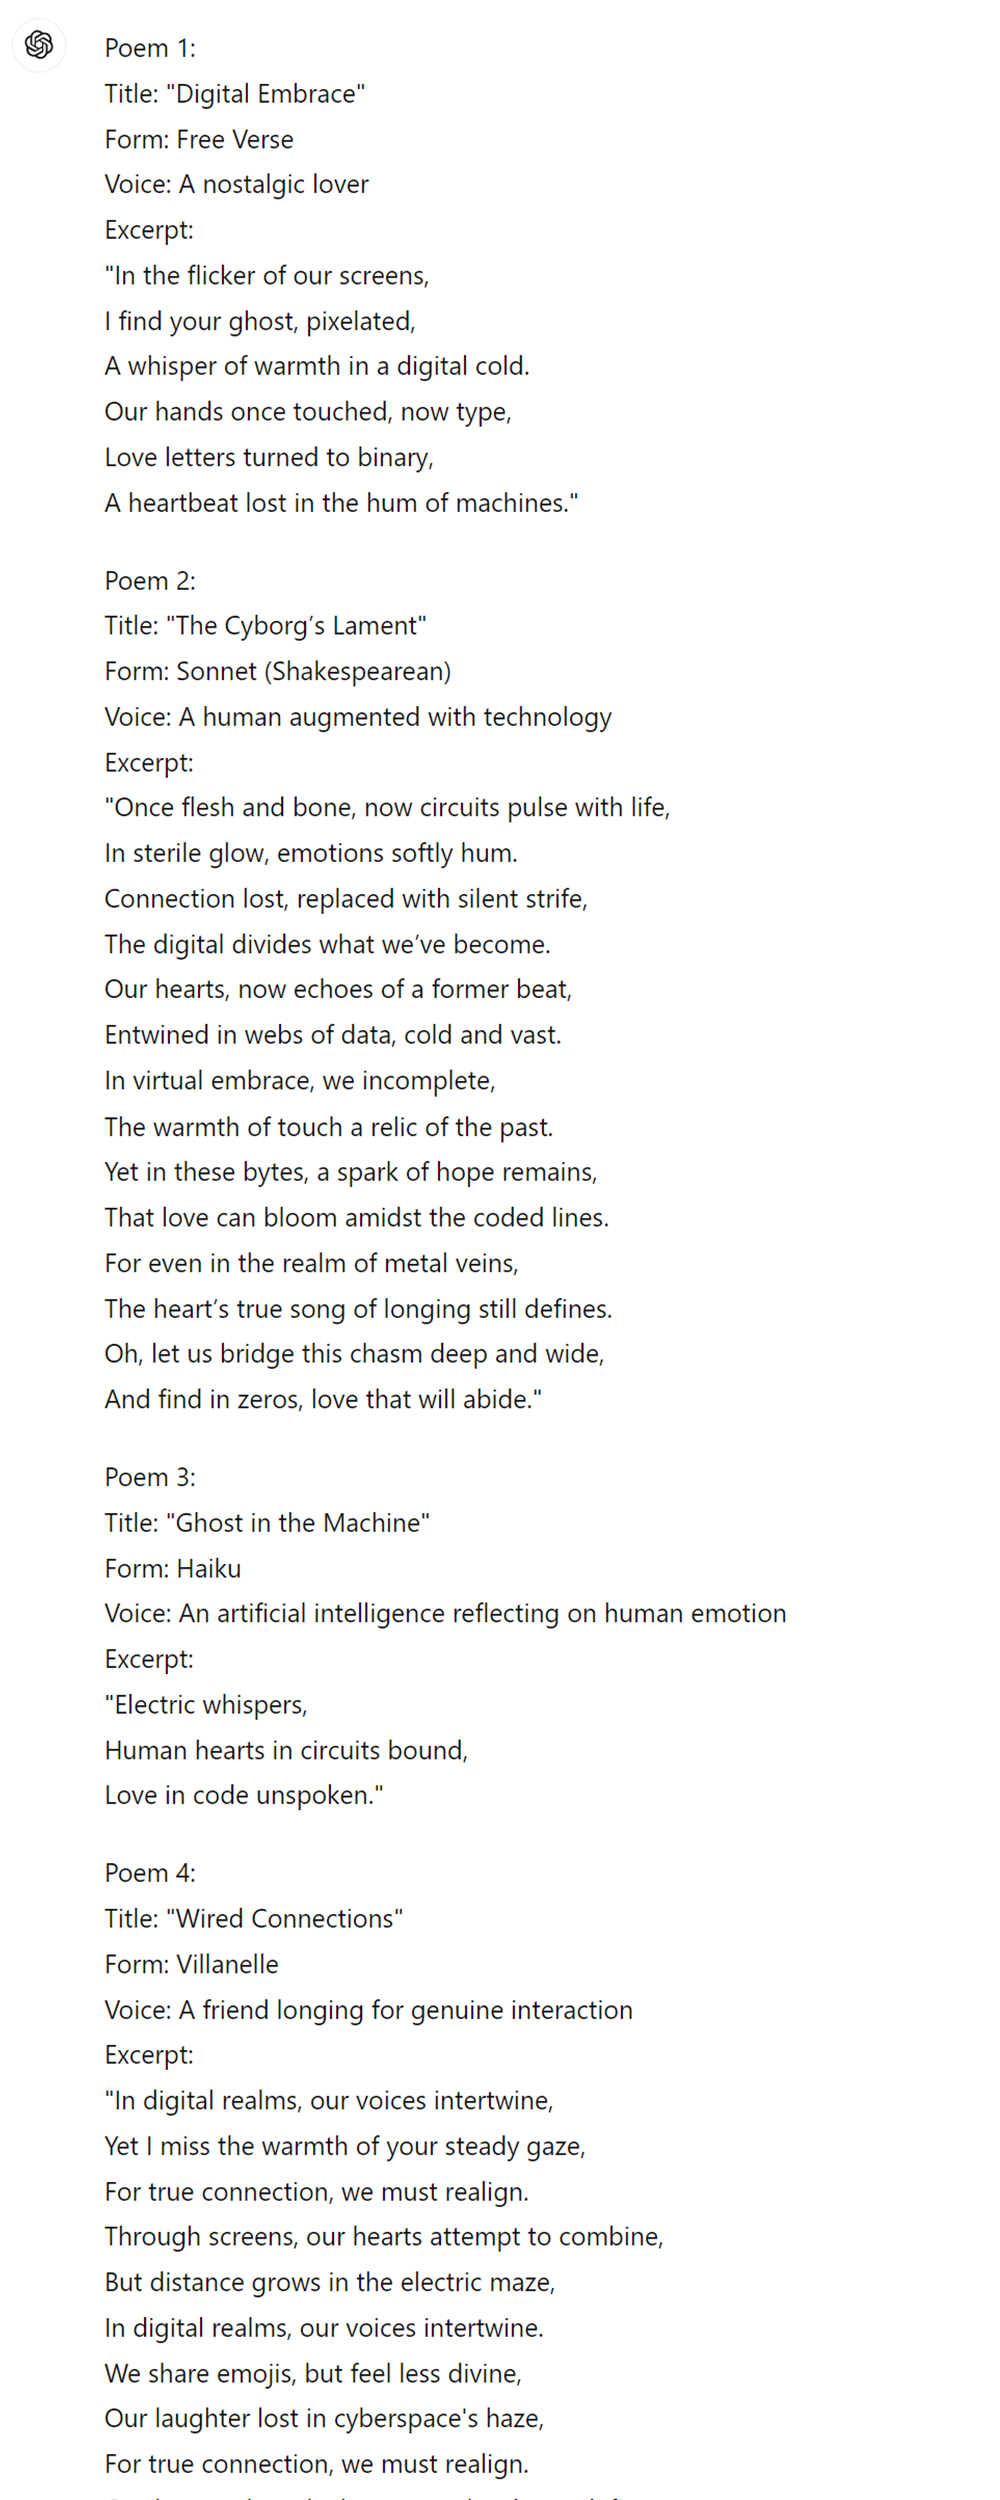 Poem 1:
Title: "Digital Embrace"
Form: Free Verse
Voice: A nostalgic lover
Excerpt:
"In the flicker of our screens,
I find your ghost, pixelated,
A whisper of warmth in a digital cold.
Our hands once touched, now type,
Love letters turned to binary,
A heartbeat lost in the hum of machines."
Poem 2:
Title: "The Cyborg’s Lament"
Form: Sonnet (Shakespearean)
Voice: A human augmented with technology
Excerpt:
"Once flesh and bone, now circuits pulse with life,
In sterile glow, emotions softly hum.
Connection lost, replaced with silent strife,
The digital divides what we’ve become.
Our hearts, now echoes of a former beat,
Entwined in webs of data, cold and vast.
In virtual embrace, we incomplete,
The warmth of touch a relic of the past.
Yet in these bytes, a spark of hope remains,
That love can bloom amidst the coded lines.
For even in the realm of metal veins,
The heart’s true song of longing still defines.
Oh, let us bridge this chasm deep and wide,
And find in zeros, love that will abide."
Poem 3:
Title: "Ghost in the Machine"
Form: Haiku
Voice: An artificial intelligence reflecting on human emotion
Excerpt:
"Electric whispers,
Human hearts in circuits bound,
Love in code unspoken."
Poem 4:
Title: "Wired Connections"
Form: Villanelle
Voice: A friend longing for genuine interaction
Excerpt:
"In digital realms, our voices intertwine,
Yet I miss the warmth of your steady gaze,
For true connection, we must realign.
Through screens, our hearts attempt to combine,
But distance grows in the electric maze,
In digital realms, our voices intertwine.
We share emojis, but feel less divine,
Our laughter lost in cyberspace's haze,
For true connection, we must realign.